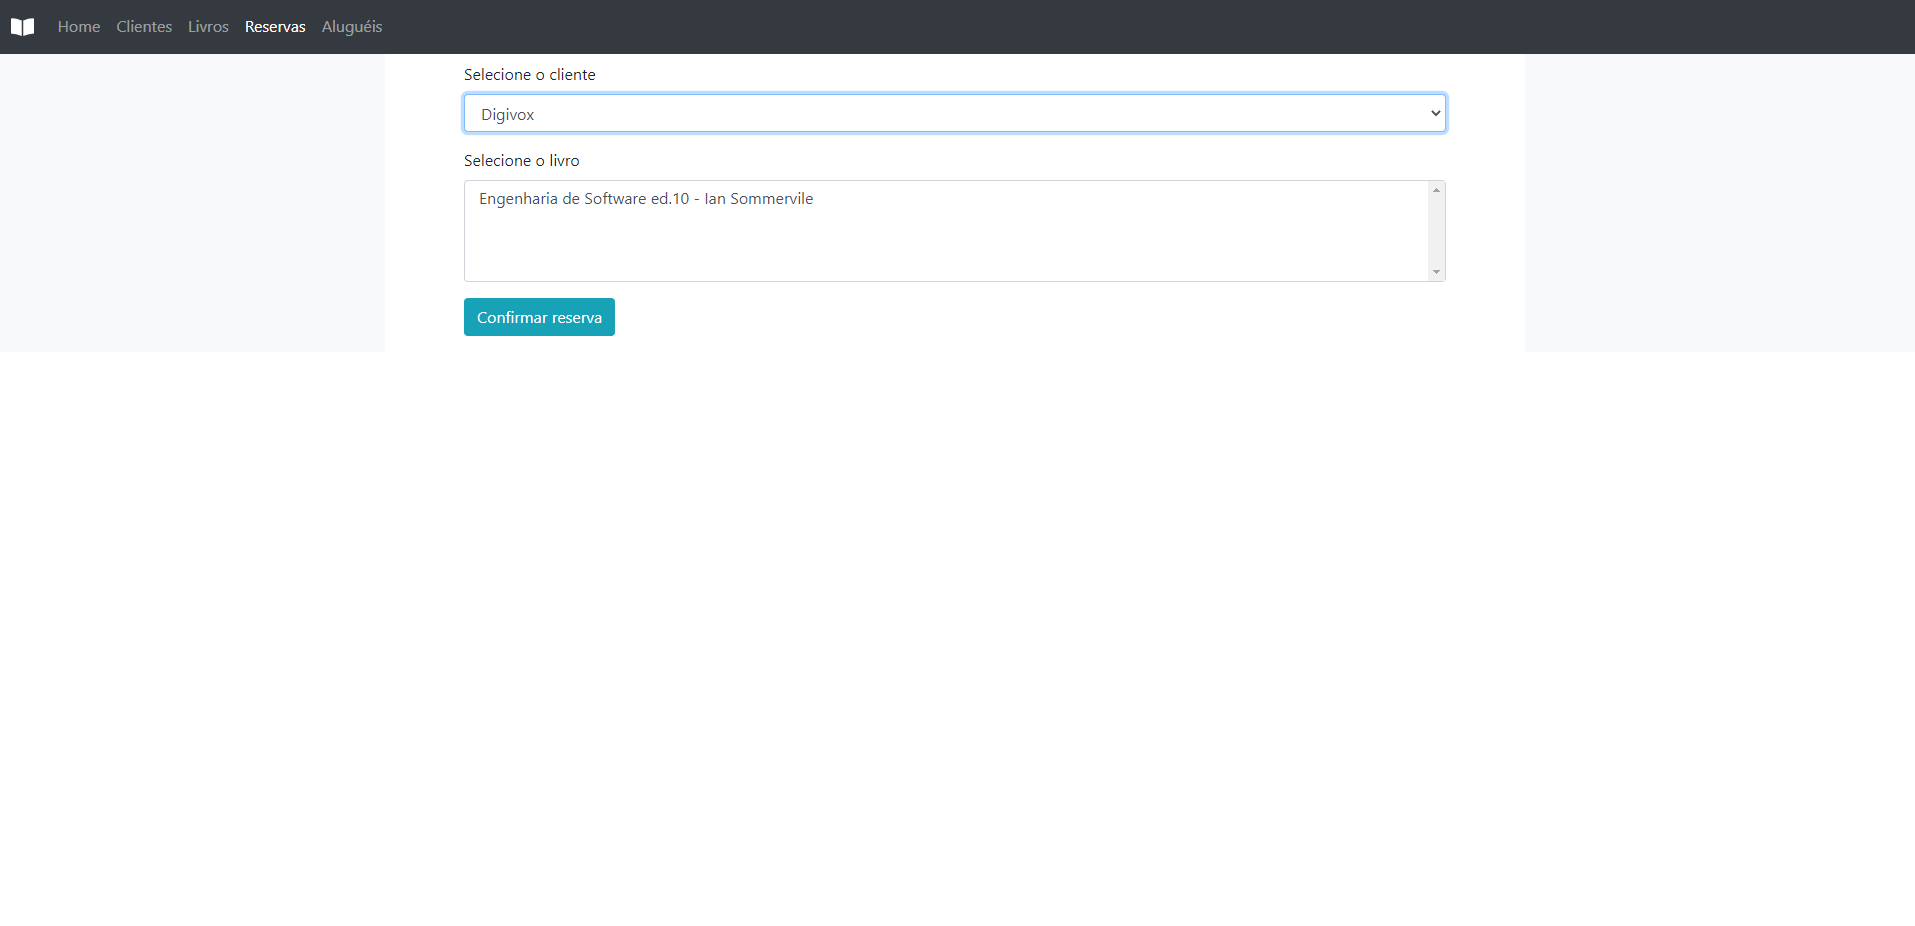 Home Clientes Livros Reservas Aluguéis
Selecione o cliente
Digivox
Selecione o livro
Engenharia de Software ed.10 - Ian Sommervile
Confirmar reserva